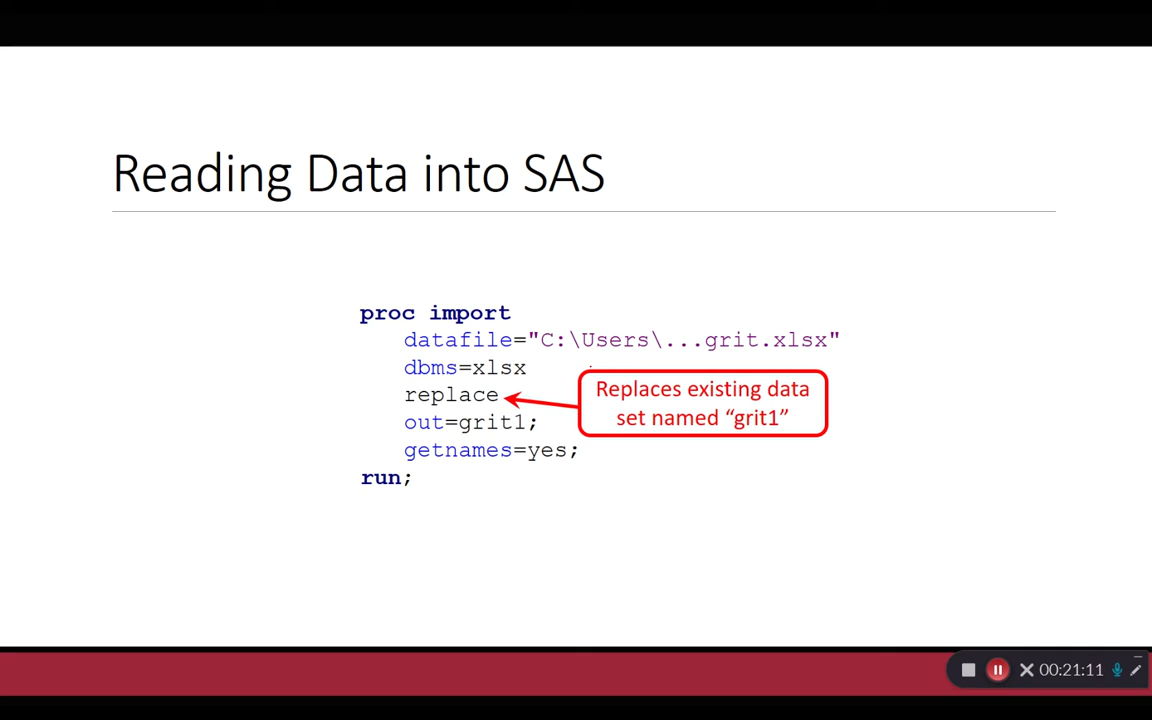 Reading Data into SAS
proc import
datafile="C:\Users\...grit.xlsx"
dbms=xlsx
replace
Replaces existing data
set named “grit1”
out=grit1;
getnames=yes;
run;
00:21:11